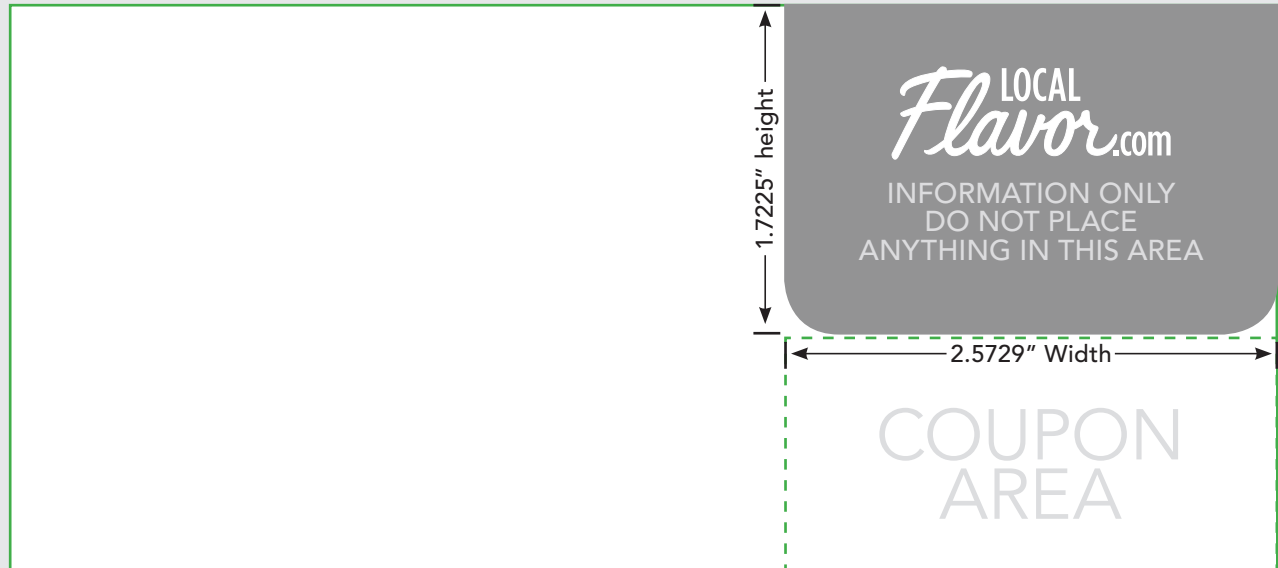 LOCAL
Flavor.com
INFORMATION ONLY
DO NOT PLACE
ANYTHING IN THIS AREA
1.7225" height
2.5729" Width
COUPON
AREA